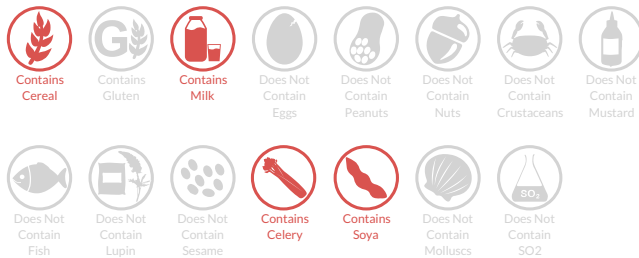 G
Contains Cereal
Contains Gluten
Contains Milk
Does Not Contain Eggs
Does Not Contain Peanuts
Does Not Contain Nuts
Does Not Contain Crustaceans
Does Not Contain Mustard
SO₂
Does Not Contain Fish
Does Not Contain Lupin
Does Not Contain Sesame
Contains Celery
Contains Soya
Does Not Contain Molluscs
Does Not Contain SO2